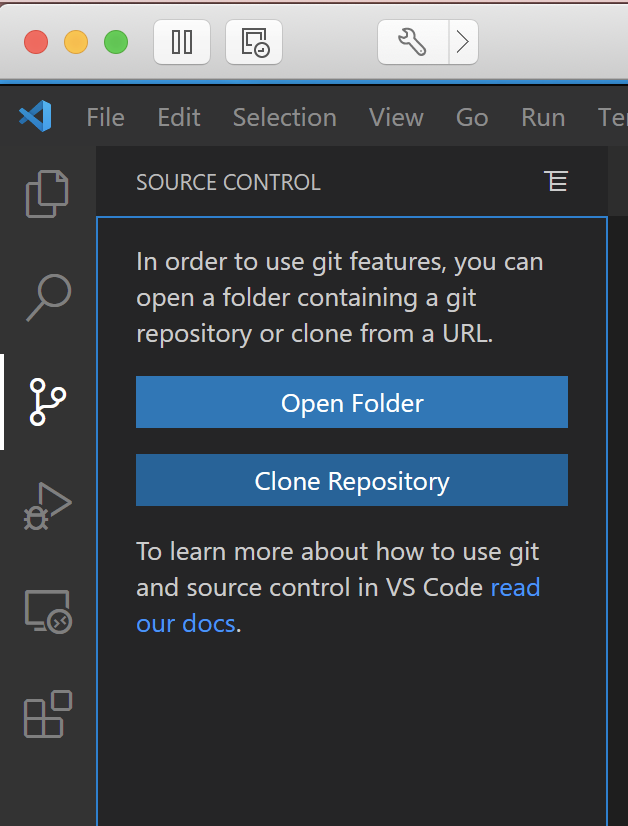 File Edit Selection View Go Run
SOURCE CONTROL
In order to use git features, you can
open a folder containing a git
repository or clone from a URL.
Open Folder
Clone Repository
To learn more about how to use git
and source control in VS Code read
our docs.